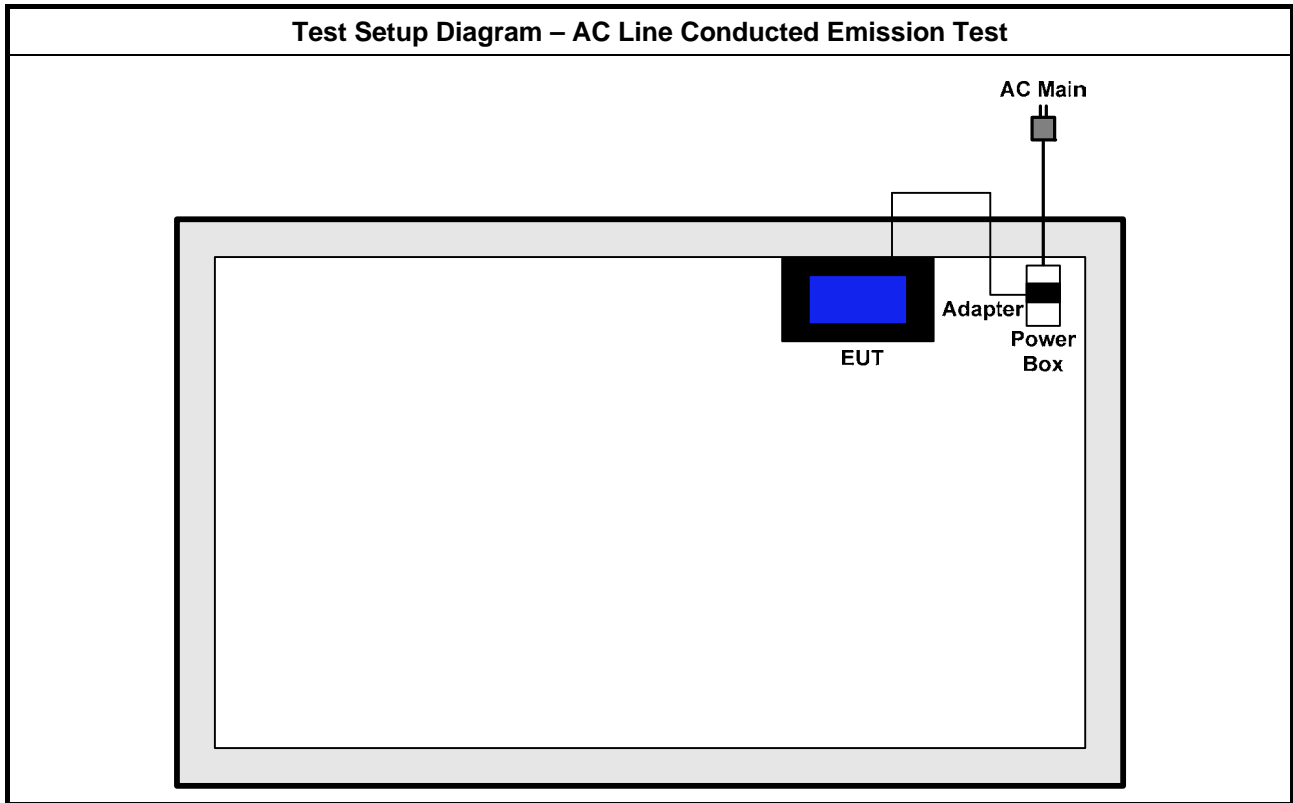 Test Setup Diagram – AC Line Conducted Emission Test
AC Main
Adapter
EUT
Power
Box